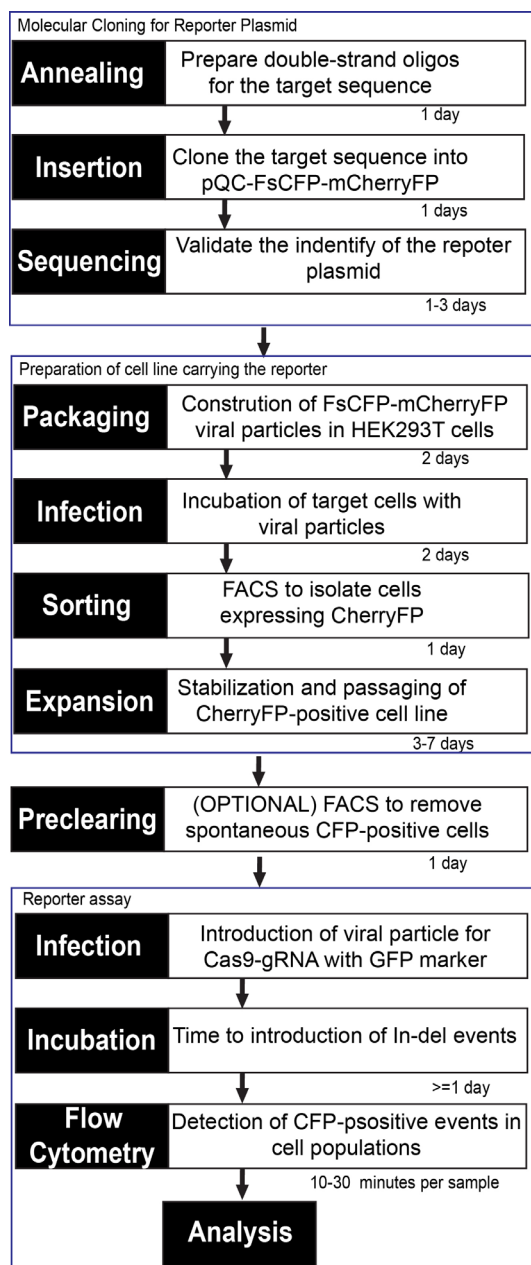 Molecular Cloning for Reporter Plasmid
Annealing
Prepare double-strand oligos
for the target sequence
1 day
Insertion
Clone the target sequence into
pQC-FsCFP-mCherryFP
1 days
Sequencing
Validate the indentify of the repoter
plasmid
1-3 days
Preparation of cell line carrying the reporter
Packaging
Constrution of FsCFP-mCherryFP
viral particles in HEK293T cells
2 days
Infection
Incubation of target cells with
viral particles
2 days
Sorting
FACS to isolate cells
expressing CherryFP
1 day
Expansion
Stabilization and passaging of
CherryFP-positive cell line
3-7 days
Preclearing
(OPTIONAL) FACS to remove
spontaneous CFP-positive cells
1 day
Reporter assay
Infection
Introduction of viral particle for
Cas9-gRNA with GFP marker
Incubation
Time to introduction of In-del events
>=1 day
Flow
Cytometry
Detection of CFP-psositive events in
cell populations
10-30 minutes per sample
Analysis